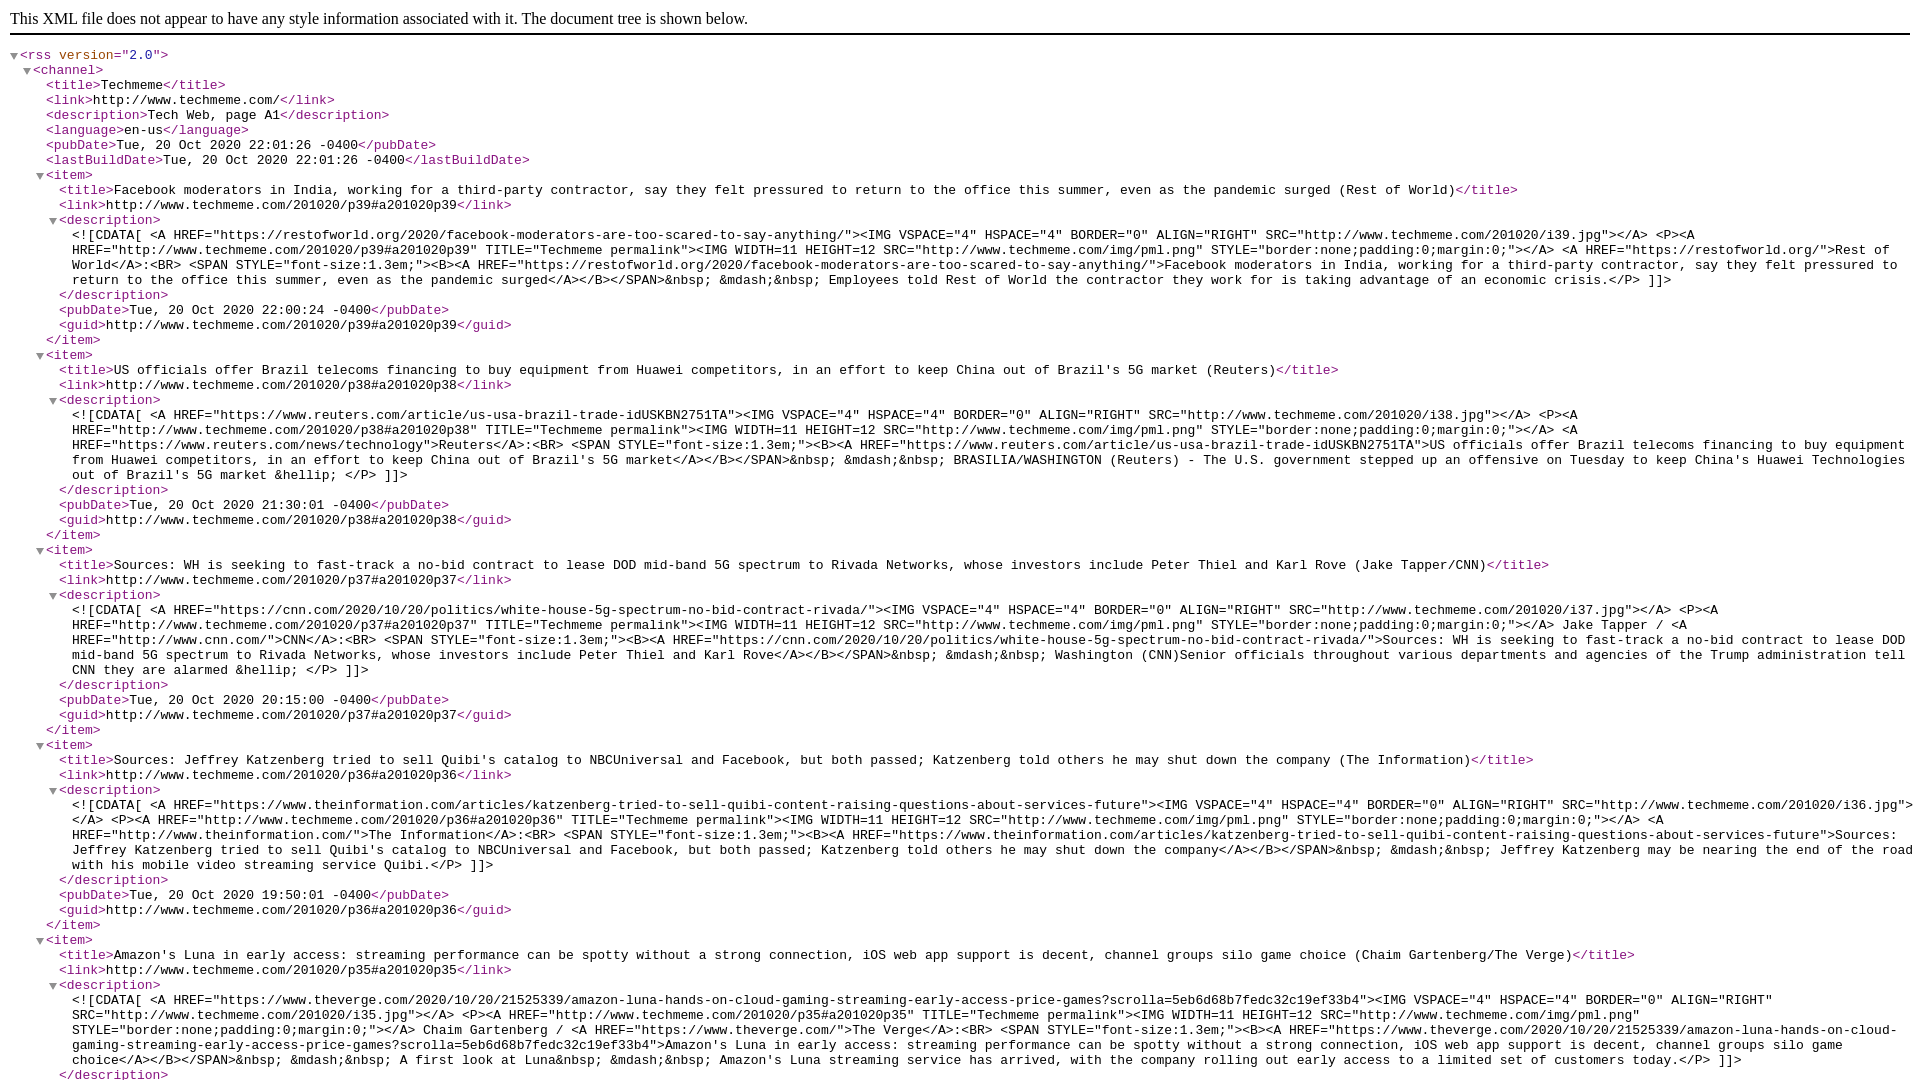 This XML file does not appear to have any style information associated with it. The document tree is shown below.
<rss version="2.0">
<channel>
<title>Techmeme</title>
<link>http://www.techmeme.com/</link>
<description>Tech Web, page A1</description>
<language>en-us</language>
<pubDate>Tue, 20 Oct 2020 22:01:26 -0400</pubDate>
<lastBuildDate>Tue, 20 Oct 2020 22:01:26 -0400</lastBuildDate>
<item>
<title>Facebook moderators in India, working for a third-party contractor, say they felt pressured to return to the office this summer, even as the pandemic surged (Rest of World)</title>
<link>http://www.techmeme.com/201020/p39#a201020p39</link>
<description>
<![CDATA[ <A HREF="https://restofworld.org/2020/facebook-moderators-are-too-scared-to-say-anything/"><IMG VSPACE="4" HSPACE="4" BORDER="0" ALIGN="RIGHT" SRC="http://www.techmeme.com/201020/i39.jpg"></A> <P><A
HREF="http://www.techmeme.com/201020/p39#a201020p39" TITLE="Techmeme permalink"><IMG WIDTH=11 HEIGHT=12 SRC="http://www.techmeme.com/img/pml.png" STYLE="border:none;padding:0;margin:0;"></A> <A HREF="https://restofworld.org/">Rest of
World</A>:<BR> <SPAN STYLE="font-size:1.3em;"><B><A HREF="https://restofworld.org/2020/facebook-moderators-are-too-scared-to-say-anything/">Facebook moderators in India, working for a third-party contractor, say they felt pressured to
return to the office this summer, even as the pandemic surged</A></B></SPAN>&nbsp; &mdash;&nbsp; Employees told Rest of World the contractor they work for is taking advantage of an economic crisis.</P> ]]>
</description>
<pubDate>Tue, 20 Oct 2020 22:00:24 -0400</pubDate>
<guid>http://www.techmeme.com/201020/p39#a201020p39</guid>
</item>
<item>
<title>US officials offer Brazil telecoms financing to buy equipment from Huawei competitors, in an effort to keep China out of Brazil's 5G market (Reuters)</title>
<link>http://www.techmeme.com/201020/p38#a201020p38</link>
<description>
<![CDATA[ <A HREF="https://www.reuters.com/article/us-usa-brazil-trade-idUSKBN2751TA"><IMG VSPACE="4" HSPACE="4" BORDER="0" ALIGN="RIGHT" SRC="http://www.techmeme.com/201020/i38.jpg"></A> <P><A
HREF="http://www.techmeme.com/201020/p38#a201020p38" TITLE="Techmeme permalink"><IMG WIDTH=11 HEIGHT=12 SRC="http://www.techmeme.com/img/pml.png" STYLE="border:none;padding:0;margin:0;"></A> <A
HREF="https://www.reuters.com/news/technology">Reuters</A>:<BR> <SPAN STYLE="font-size:1.3em;"><B><A HREF="https://www.reuters.com/article/us-usa-brazil-trade-idUSKBN2751TA">US officials offer Brazil telecoms financing to buy equipment
from Huawei competitors, in an effort to keep China out of Brazil's 5G market</A></B></SPAN>&nbsp; &mdash;&nbsp; BRASILIA/WASHINGTON (Reuters) - The U.S. government stepped up an offensive on Tuesday to keep China's Huawei Technologies
out of Brazil's 5G market &hellip; </P> ]]>
</description>
<pubDate>Tue, 20 Oct 2020 21:30:01 -0400</pubDate>
<guid>http://www.techmeme.com/201020/p38#a201020p38</guid>
</item>
<item>
<title>Sources: WH is seeking to fast-track a no-bid contract to lease DOD mid-band 5G spectrum to Rivada Networks, whose investors include Peter Thiel and Karl Rove (Jake Tapper/CNN)</title>
<link>http://www.techmeme.com/201020/p37#a201020p37</link>
<description>
<![CDATA[ <A HREF="https://cnn.com/2020/10/20/politics/white-house-5g-spectrum-no-bid-contract-rivada/"><IMG VSPACE="4" HSPACE="4" BORDER="0" ALIGN="RIGHT" SRC="http://www.techmeme.com/201020/i37.jpg"></A> <P><A
HREF="http://www.techmeme.com/201020/p37#a201020p37" TITLE="Techmeme permalink"><IMG WIDTH=11 HEIGHT=12 SRC="http://www.techmeme.com/img/pml.png" STYLE="border:none;padding:0;margin:0;"></A> Jake Tapper / <A
HREF="http://www.cnn.com/">CNN</A>:<BR> <SPAN STYLE="font-size:1.3em;"><B><A HREF="https://cnn.com/2020/10/20/politics/white-house-5g-spectrum-no-bid-contract-rivada/">Sources: WH is seeking to fast-track a no-bid contract to lease DOD
mid-band 5G spectrum to Rivada Networks, whose investors include Peter Thiel and Karl Rove</A></B></SPAN>&nbsp; &mdash;&nbsp; Washington (CNN)Senior officials throughout various departments and agencies of the Trump administration tell
CNN they are alarmed &hellip; </P> ]]>
</description>
<pubDate>Tue, 20 Oct 2020 20:15:00 -0400</pubDate>
<guid>http://www.techmeme.com/201020/p37#a201020p37</guid>
</item>
<item>
<title>Sources: Jeffrey Katzenberg tried to sell Quibi's catalog to NBCUniversal and Facebook, but both passed; Katzenberg told others he may shut down the company (The Information)</title>
<link>http://www.techmeme.com/201020/p36#a201020p36</link>
<description>
<![CDATA[ <A HREF="https://www.theinformation.com/articles/katzenberg-tried-to-sell-quibi-content-raising-questions-about-services-future"><IMG VSPACE="4" HSPACE="4" BORDER="0" ALIGN="RIGHT" SRC="http://www.techmeme.com/201020/i36.jpg">
</A> <P><A HREF="http://www.techmeme.com/201020/p36#a201020p36" TITLE="Techmeme permalink"><IMG WIDTH=11 HEIGHT=12 SRC="http://www.techmeme.com/img/pml.png" STYLE="border:none;padding:0;margin:0;"></A> <A
HREF="http://www.theinformation.com/">The Information</A>:<BR> <SPAN STYLE="font-size:1.3em;"><B><A HREF="https://www.theinformation.com/articles/katzenberg-tried-to-sell-quibi-content-raising-questions-about-services-future">Sources:
Jeffrey Katzenberg tried to sell Quibi's catalog to NBCUniversal and Facebook, but both passed; Katzenberg told others he may shut down the company</A></B></SPAN>&nbsp; &mdash;&nbsp; Jeffrey Katzenberg may be nearing the end of the road
with his mobile video streaming service Quibi.</P> ]]>
</description>
<pubDate>Tue, 20 Oct 2020 19:50:01 -0400</pubDate>
<guid>http://www.techmeme.com/201020/p36#a201020p36</guid>
</item>
<item>
<title>Amazon's Luna in early access: streaming performance can be spotty without a strong connection, iOS web app support is decent, channel groups silo game choice (Chaim Gartenberg/The Verge)</title>
<link>http://www.techmeme.com/201020/p35#a201020p35</link>
<description>
<![CDATA[ <A HREF="https://www.theverge.com/2020/10/20/21525339/amazon-luna-hands-on-cloud-gaming-streaming-early-access-price-games?scrolla=5eb6d68b7fedc32c19ef33b4"><IMG VSPACE="4" HSPACE="4" BORDER="0" ALIGN="RIGHT"
SRC="http://www.techmeme.com/201020/i35.jpg"></A> <P><A HREF="http://www.techmeme.com/201020/p35#a201020p35" TITLE="Techmeme permalink"><IMG WIDTH=11 HEIGHT=12 SRC="http://www.techmeme.com/img/pml.png"
STYLE="border:none;padding:0;margin:0;"></A> Chaim Gartenberg / <A HREF="https://www.theverge.com/">The Verge</A>:<BR> <SPAN STYLE="font-size:1.3em;"><B><A HREF="https://www.theverge.com/2020/10/20/21525339/amazon-luna-hands-on-cloud-
gaming-streaming-early-access-price-games?scrolla=5eb6d68b7fedc32c19ef33b4">Amazon's Luna in early access: streaming performance can be spotty without a strong connection, iOS web app support is decent, channel groups silo game
choice</A></B></SPAN>&nbsp; &mdash;&nbsp; A first look at Luna&nbsp; &mdash;&nbsp; Amazon's Luna streaming service has arrived, with the company rolling out early access to a limited set of customers today.</P> ]]>
</description>